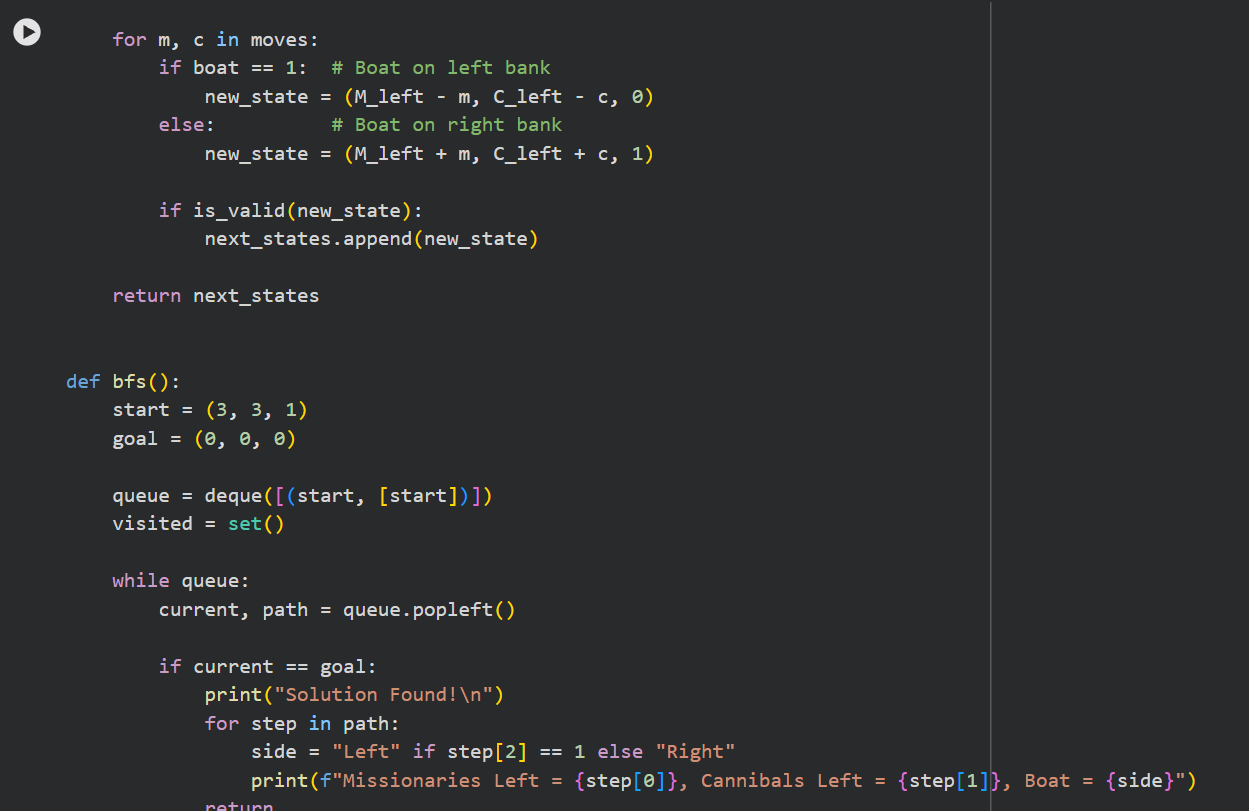 for m, c in moves:
if boat == 1:  # Boat on left bank
new_state = (M_left - m, C_left - c, 0)
else:          # Boat on right bank
new_state = (M_left + m, C_left + c, 1)
if is_valid(new_state):
next_states.append(new_state)
return next_states
def bfs():
start = (3, 3, 1)
goal = (0, 0, 0)
queue = deque([(start, [start])])
visited = set()
while queue:
current, path = queue.popleft()
if current == goal:
print("Solution Found!\n")
for step in path:
side = "Left" if step[2] == 1 else "Right"
print(f"Missionaries Left = {step[0]}, Cannibals Left = {step[1]}, Boat = {side}")
return